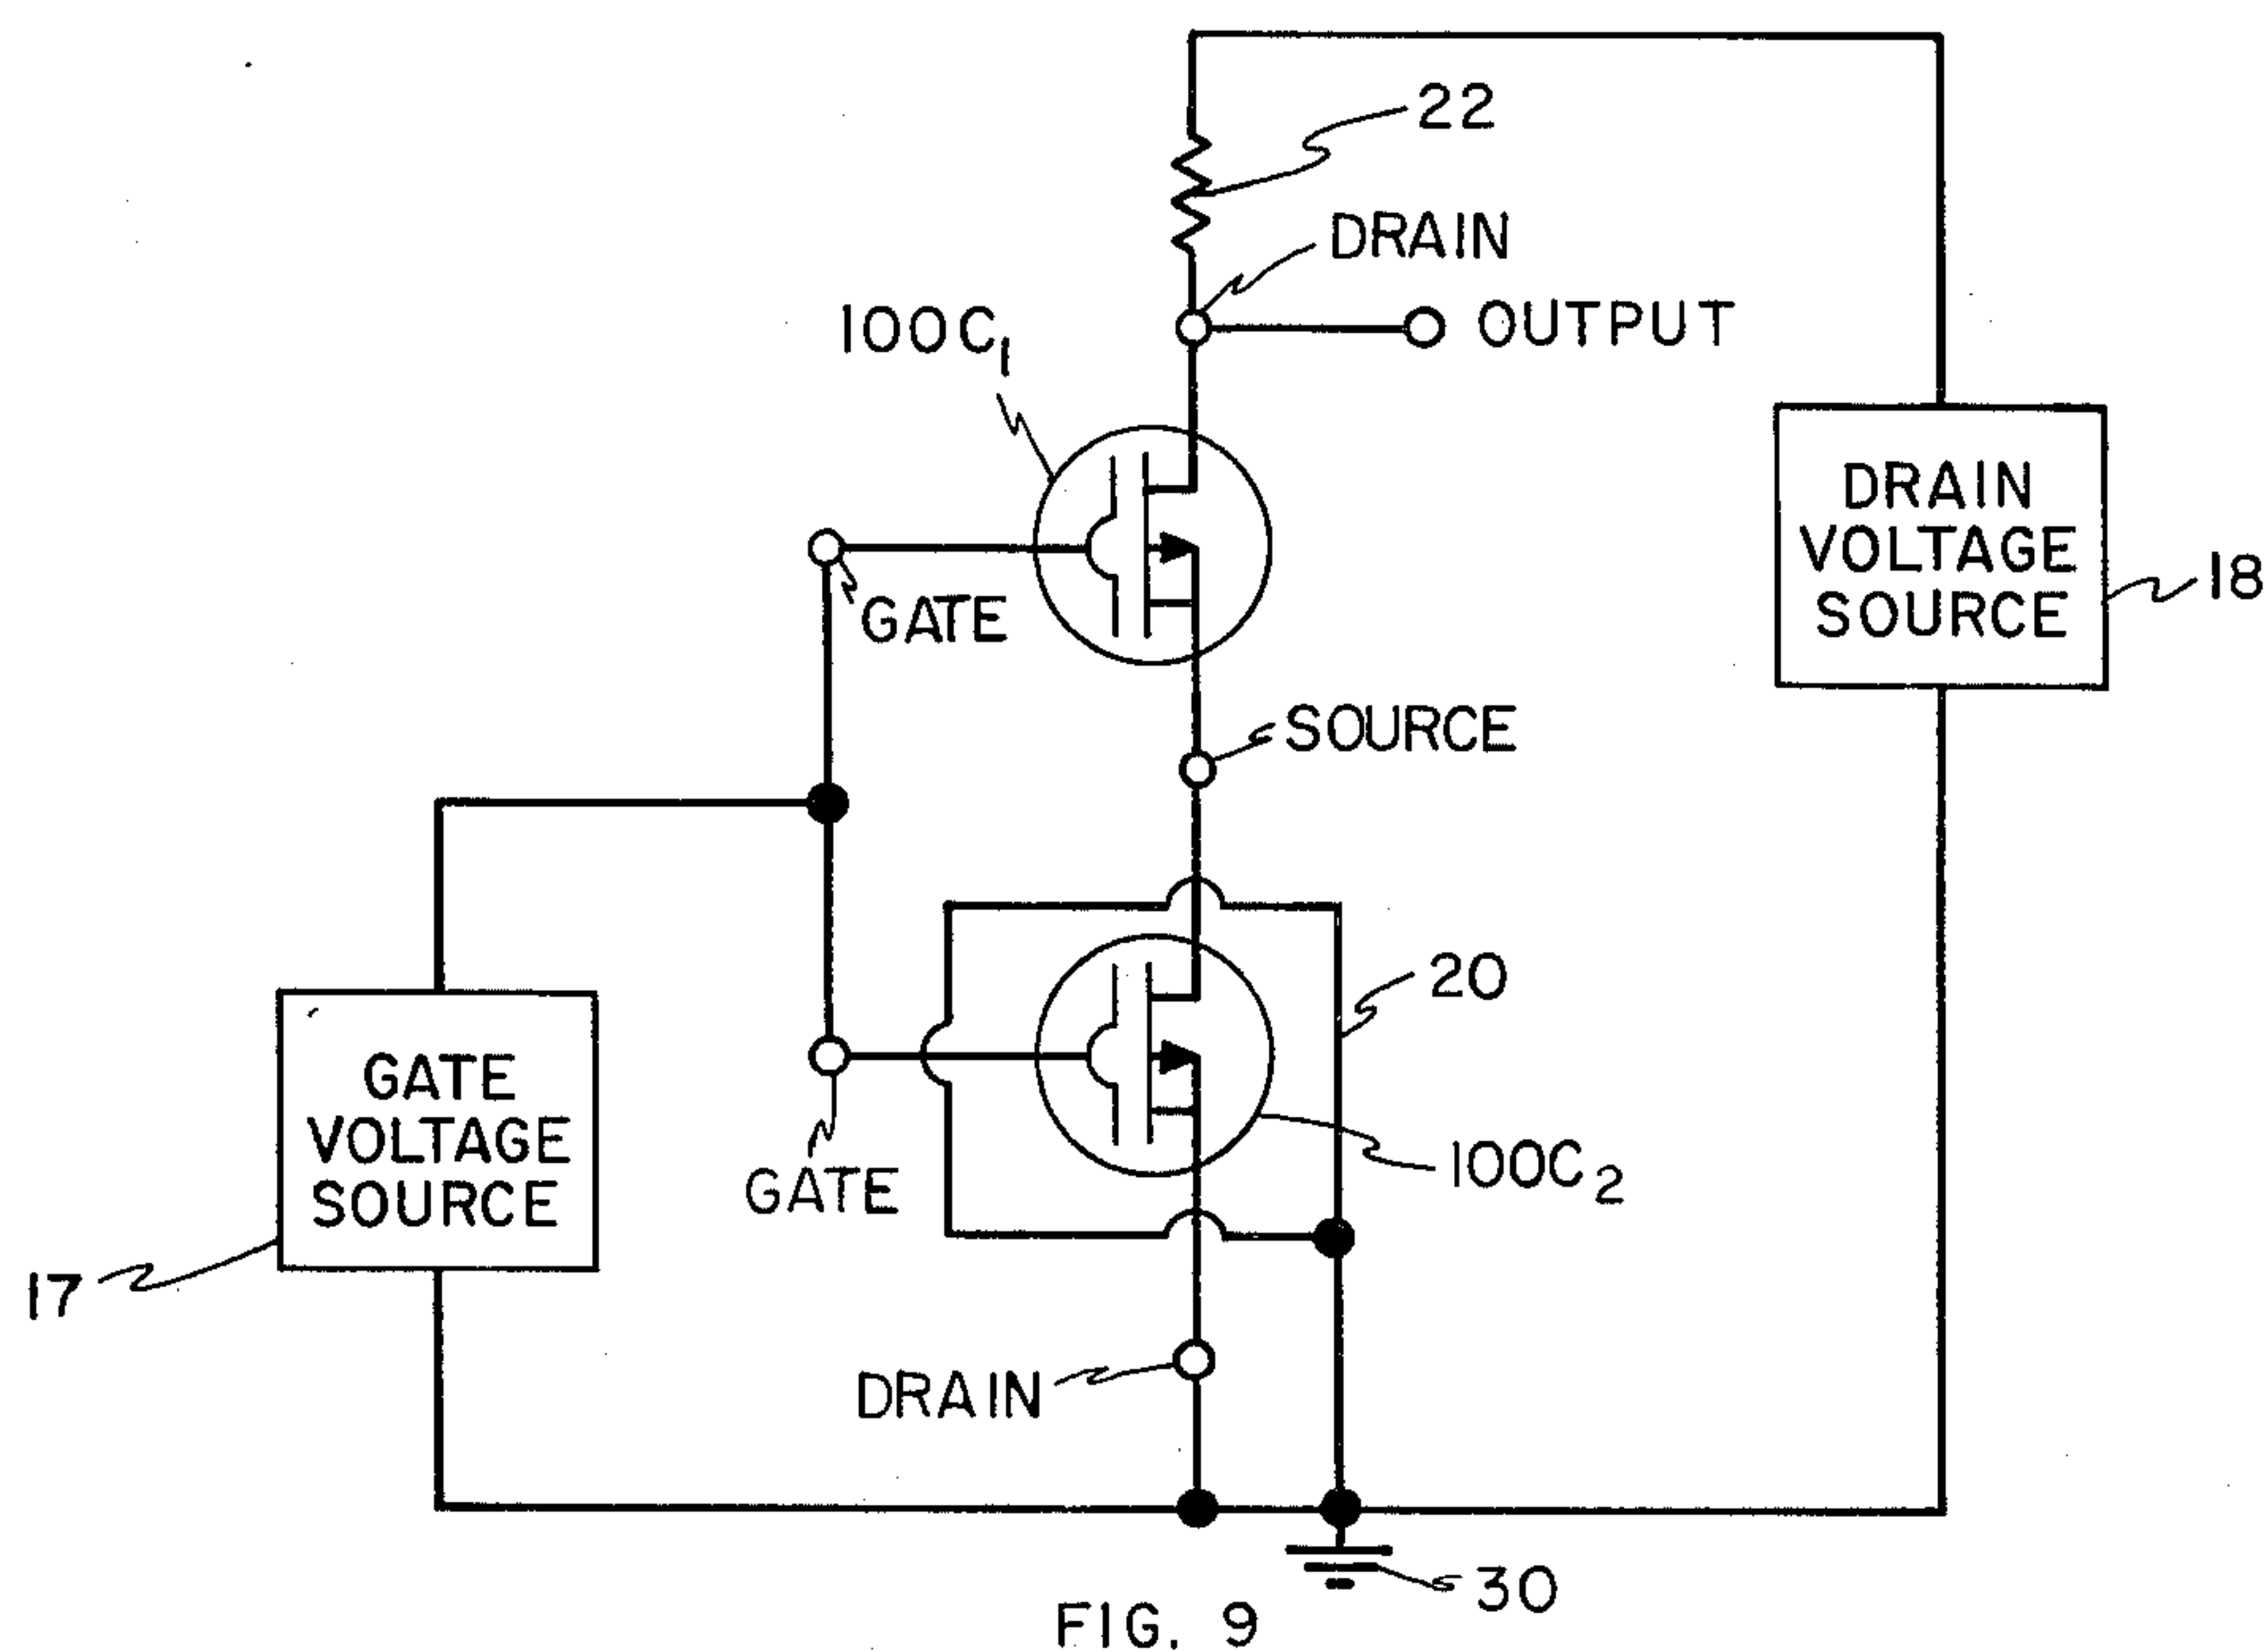 22
DRAIN
100C1
OUTPUT
DRAIN
VOLTAGE
SOURCE
18
GATE
SOURCE
20
GATE
VOLTAGE
SOURCE
17
100C2
GATE
DRAIN
30
FIG. 9